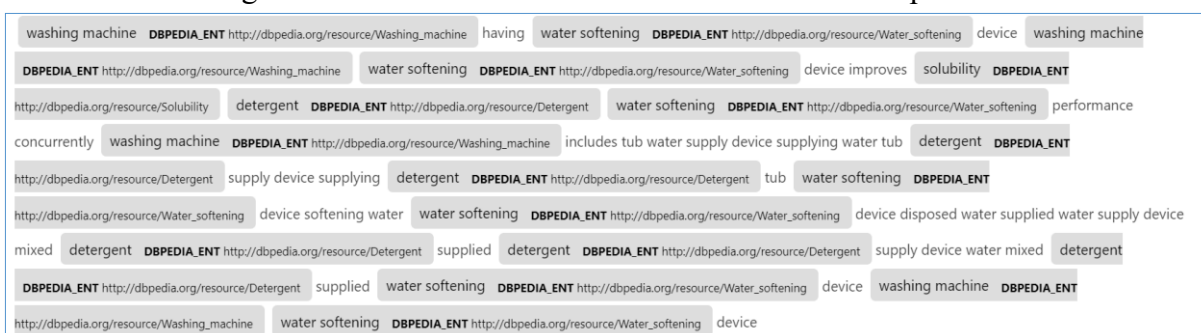 washing machine DBPEDIA_ENT http://dbpedia.org/resource/Washing_machine having water softening DBPEDIA_ENT http://dbpedia.org/resource/Water_softening device washing machine
DBPEDIA_ENT http://dbpedia.org/resource/Washing_machine water softening DBPEDIA_ENT http://dbpedia.org/resource/Water_softening device improves solubility DBPEDIA_ENT
http://dbpedia.org/resource/Solubility detergent DBPEDIA_ENT http://dbpedia.org/resource/Detergent water softening DBPEDIA_ENT http://dbpedia.org/resource/Water_softening performance
concurrently washing machine DBPEDIA_ENT http://dbpedia.org/resource/Washing_machine includes tub water supply device supplying water tub detergent DBPEDIA_ENT
http://dbpedia.org/resource/Detergent supply device supplying detergent DBPEDIA_ENT http://dbpedia.org/resource/Detergent tub water softening DBPEDIA_ENT
http://dbpedia.org/resource/Water_softening device softening water water softening DBPEDIA_ENT http://dbpedia.org/resource/Water_softening device disposed water supplied water supply device
mixed detergent DBPEDIA_ENT http://dbpedia.org/resource/Detergent supplied detergent DBPEDIA_ENT http://dbpedia.org/resource/Detergent supply device water mixed detergent
DBPEDIA_ENT http://dbpedia.org/resource/Detergent supplied water softening DBPEDIA_ENT http://dbpedia.org/resource/Water_softening device washing machine DBPEDIA_ENT
http://dbpedia.org/resource/Washing_machine water softening DBPEDIA_ENT http://dbpedia.org/resource/Water_softening device